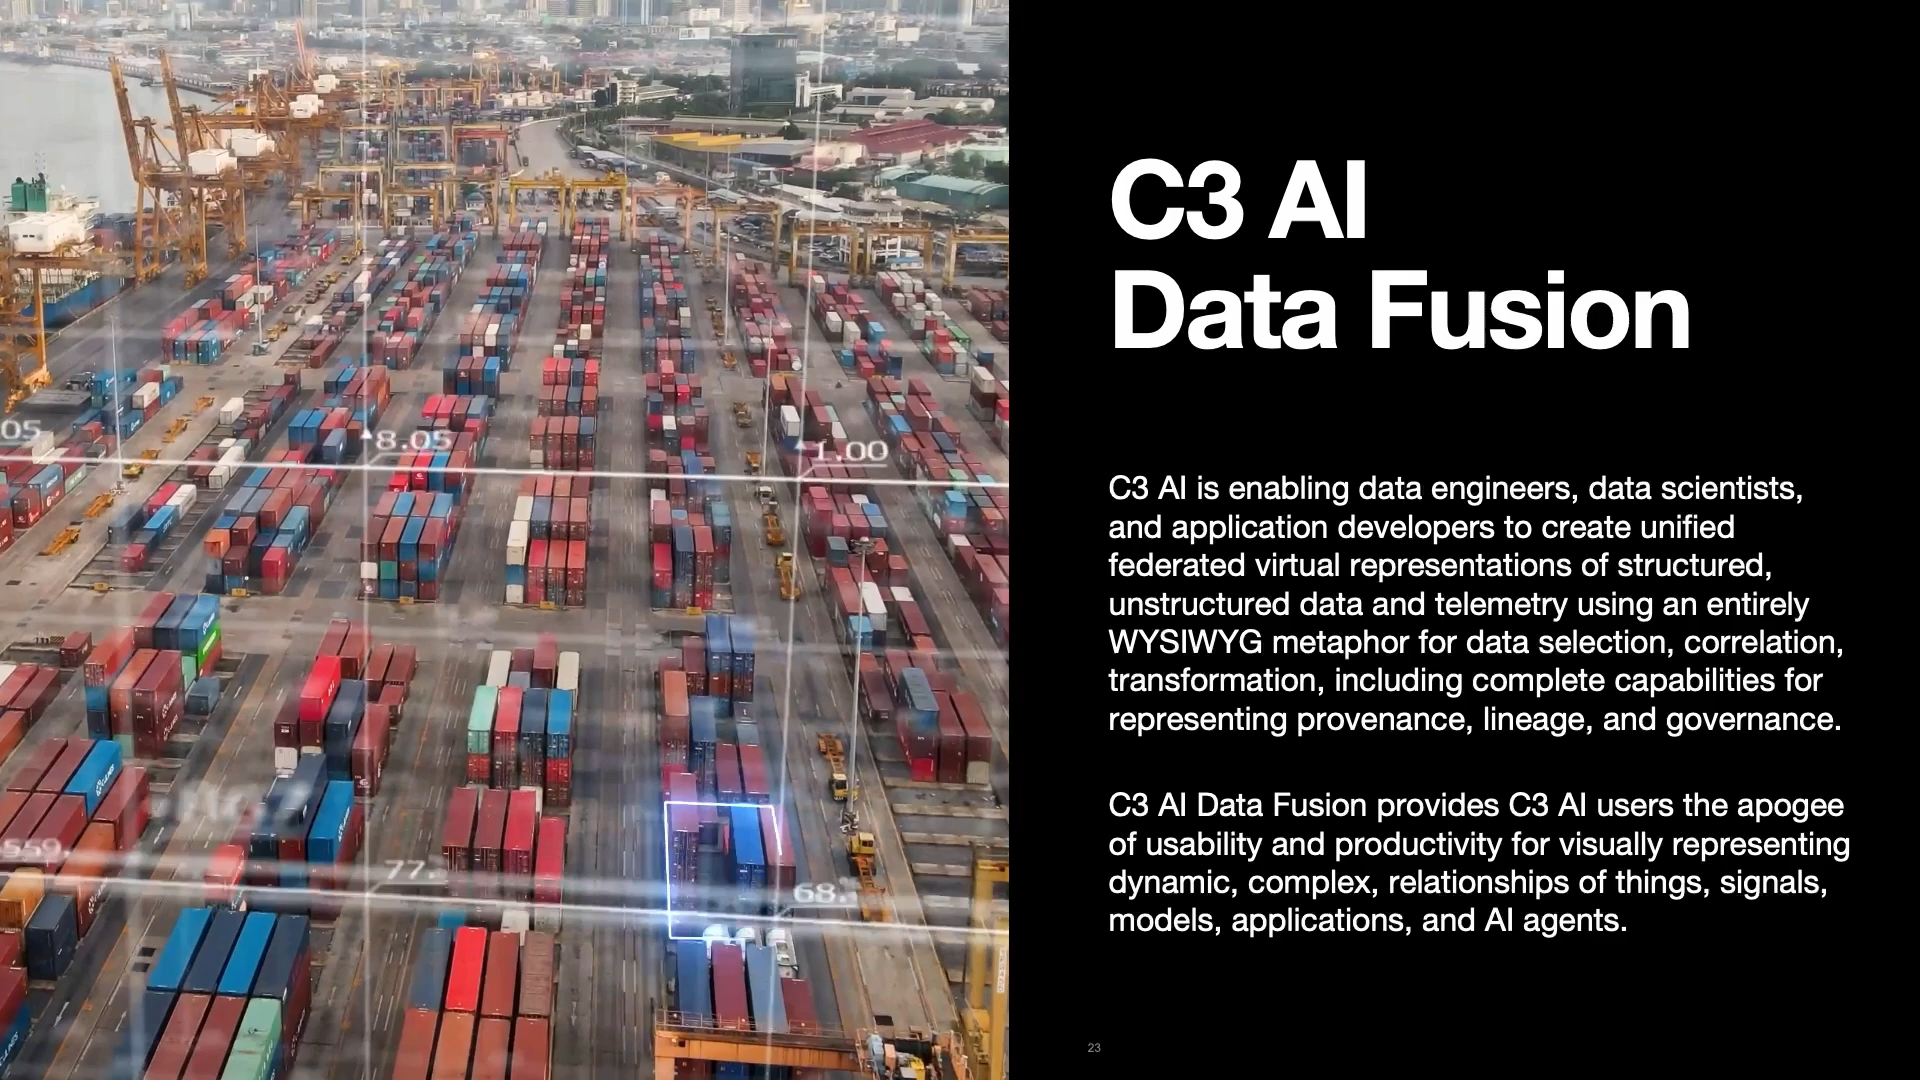 C3 AI
Data Fusion
C3 AI is enabling data engineers, data scientists,
and application developers to create unified
federated virtual representations of structured,
unstructured data and telemetry using an entirely
WYSIWYG metaphor for data selection, correlation,
transformation, including complete capabilities for
representing provenance, lineage, and governance.
C3 AI Data Fusion provides C3 AI users the apogee
of usability and productivity for visually representing
dynamic, complex, relationships of things, signals,
models, applications, and AI agents.
23
05
8.05
1.00
559.
77.
68.